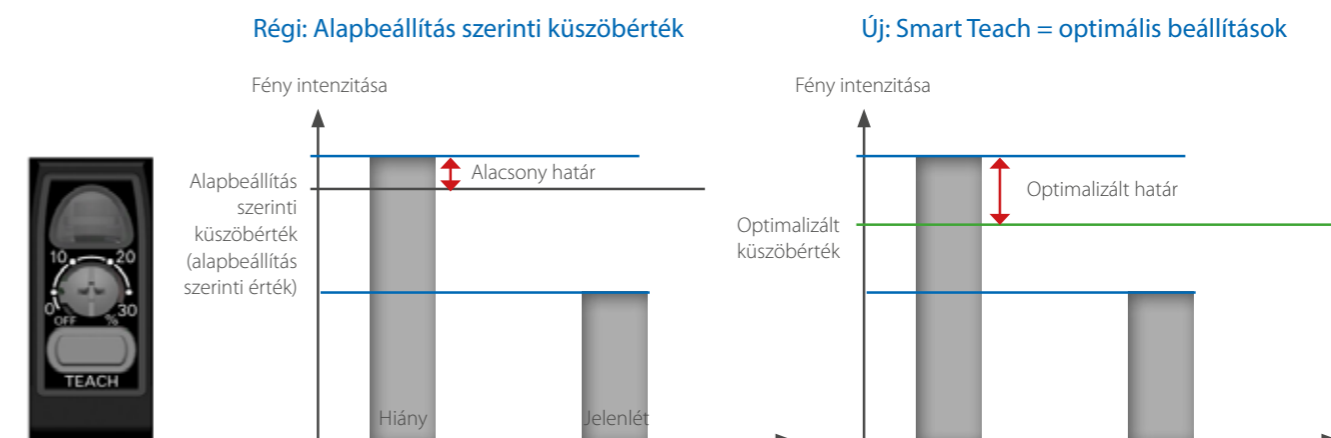 Régi: Alapbeállítás szerinti küszöbérték
Fény intenzitása
Alapbeállítás
szerinti
küszöbérték
(alapbeállítás
szerinti érték)
Alacsony határ
Hiány
Jelenlét
Új: Smart Teach = optimális beállítások
Fény intenzitása
Optimalizált
küszöbérték
Optimalizált határ
10 20
0 30
OFF %
TEACH